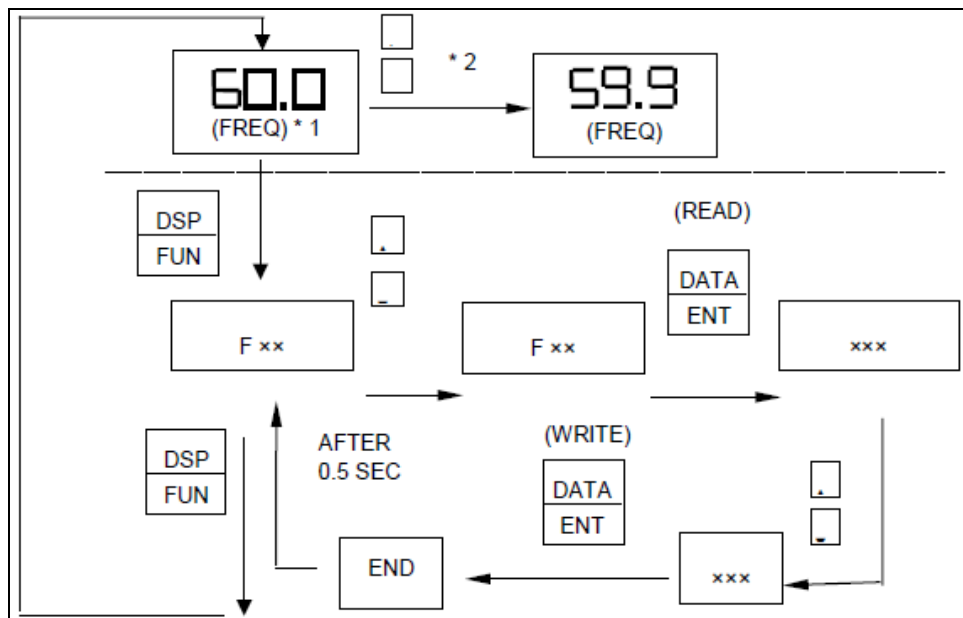 60.0
(FREQ) * 1
* 2
59.9
(FREQ)
DSP
FUN
(READ)
DATA
ENT
F ××
F ××
×××
DSP
FUN
AFTER
0.5 SEC
(WRITE)
DATA
ENT
END
×××